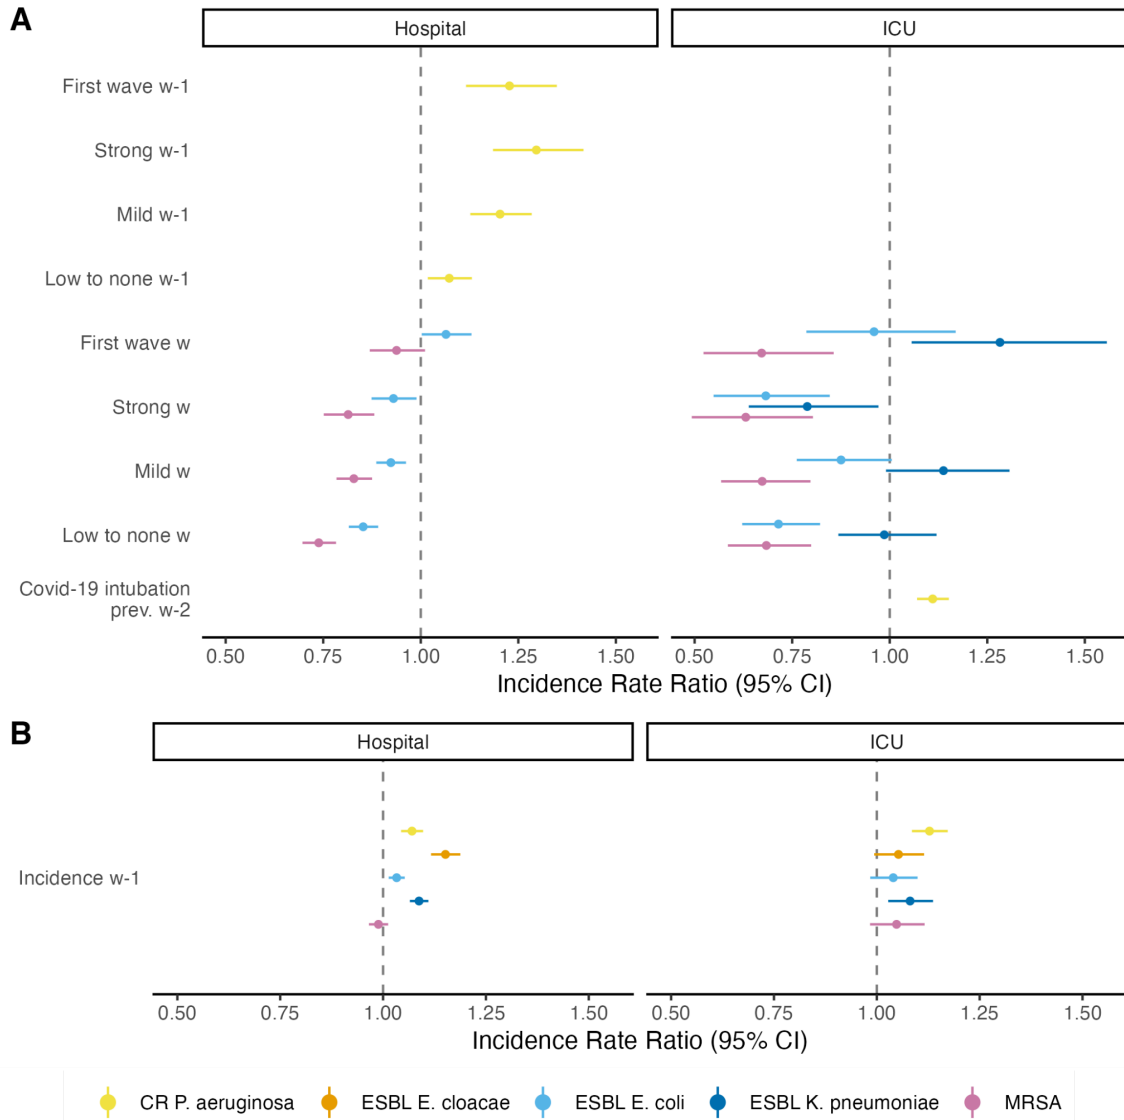 A
Hospital
ICU
First wave w-1
Strong w-1
Mild w-1
Low to none w-1
First wave w
Strong w
Mild w
Low to none w
Covid-19 intubation
prev. w-2
0.50 0.75 1.00 1.25 1.50
0.50 0.75 1.00 1.25 1.50
Incidence Rate Ratio (95% CI)
B
Hospital
ICU
Incidence w-1
0.50 0.75 1.00 1.25 1.50
0.50 0.75 1.00 1.25 1.50
Incidence Rate Ratio (95% CI)
CR P. aeruginosa ESBL E. cloacae ESBL E. coli ESBL K. pneumoniae MRSA